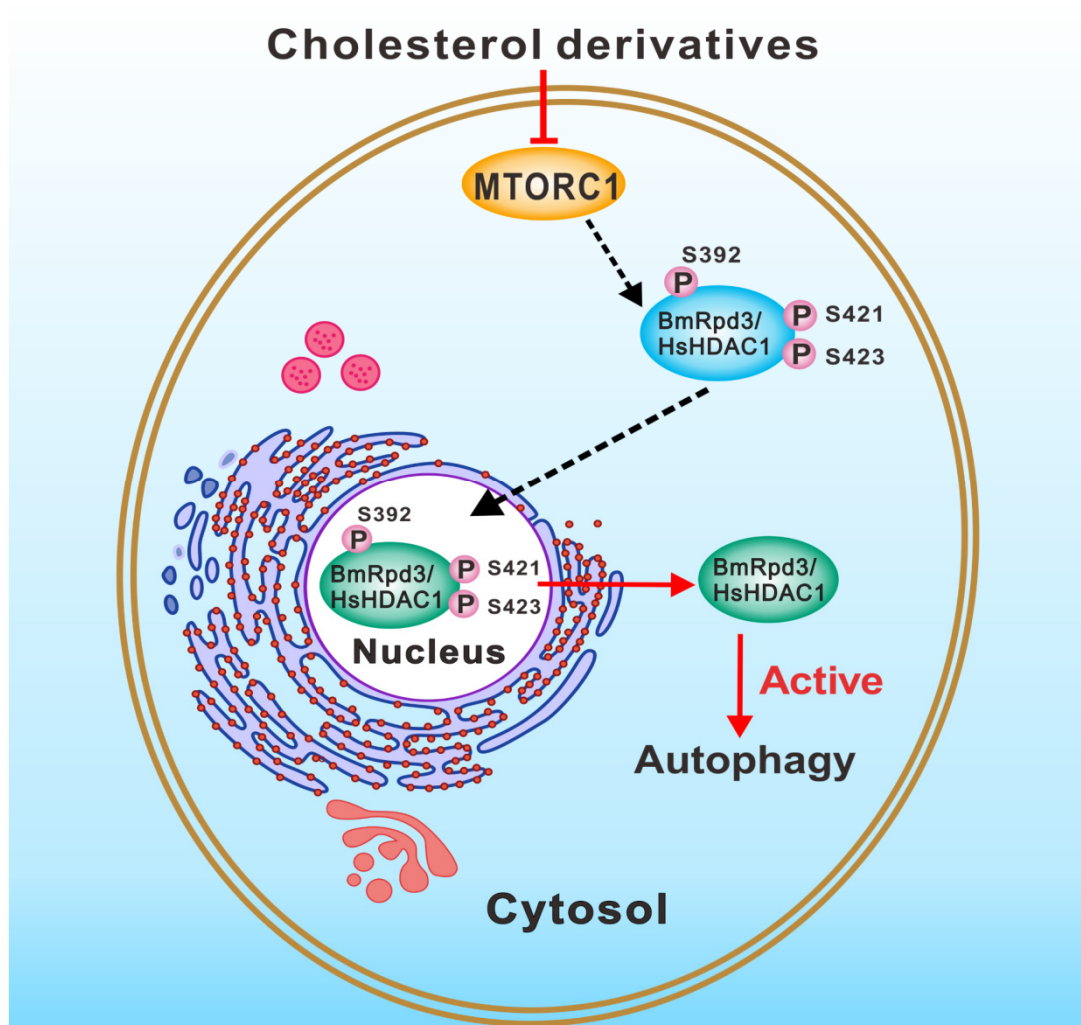 Cholesterol derivatives
MTORC1
S392
P
BmRpd3/
HsHDAC1
P
S421
P
S423
S392
P
BmRpd3/
HsHDAC1
P
S421
P
S423
Nucleus
BmRpd3/
HsHDAC1
Active
Autophagy
Cytosol